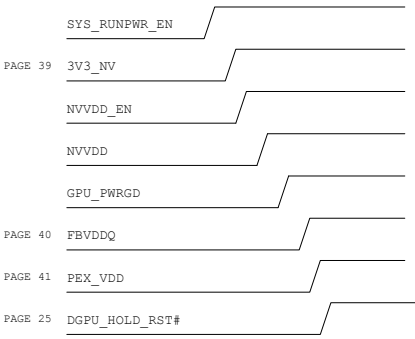 SYS_RUNPWR_EN
PAGE 39 3V3_NV
NVVDD_EN
NVVDD
GPU_PWRGD
PAGE 40 FBVDDQ
PAGE 41 PEX_VDD
PAGE 25 DGPU_HOLD_RST#